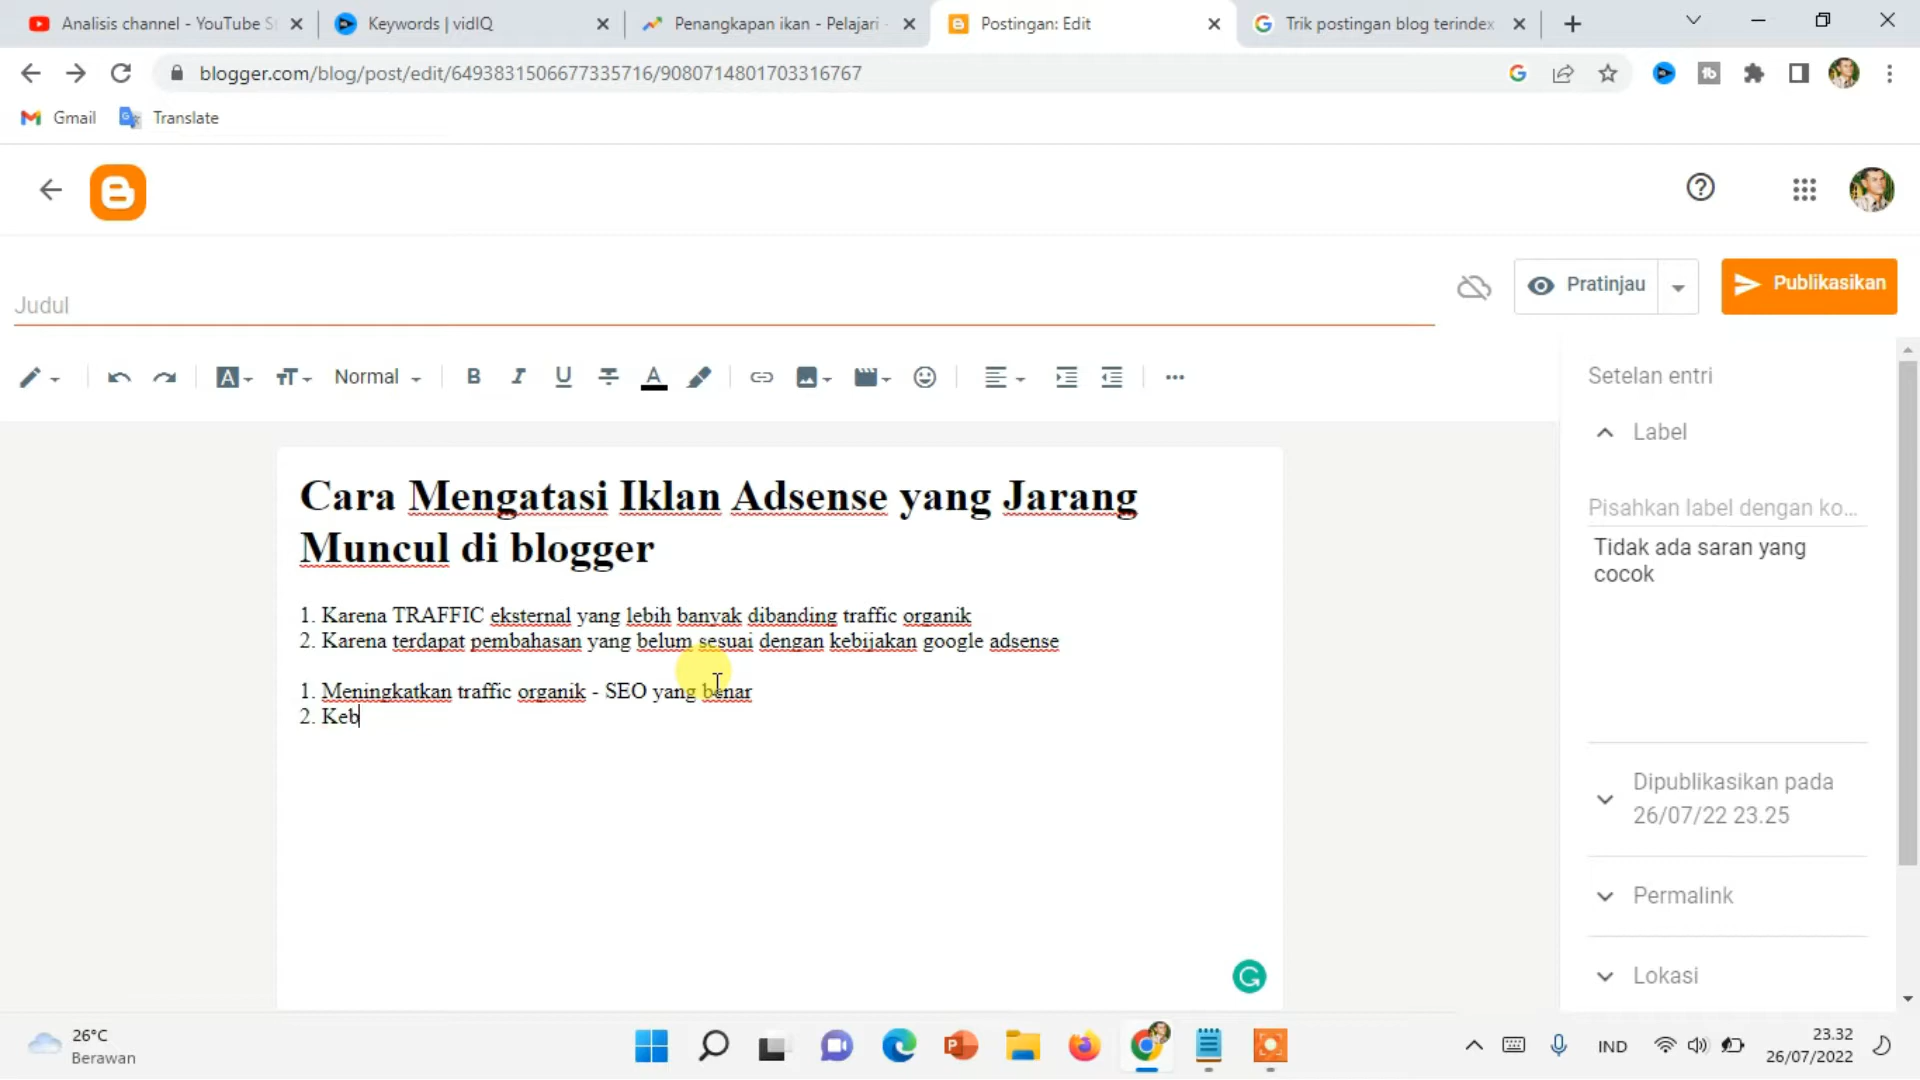 Analisis channel - YouTube S
Keywords | vidIQ
Penangkapan ikan - Pelajari -
Postingan: Edit
Trik postingan blog terindex
blogger.com/blog/post/edit/6493831506677335716/9080714801703316767
Gmail
Translate
Judul
Pratinjau
Publikasikan
Normal
Setelan entri
Label
Pisahkan label dengan ko...
Tidak ada saran yang
cocok
Cara Mengatasi Iklan Adsense yang Jarang
Muncul di blogger
1. Karena TRAFFIC eksternal yang lebih banyak dibanding traffic organik
2. Karena terdapat pembahasan yang belum sesuai dengan kebijakan google adsense
1. Meningkatkan traffic organik - SEO yang benar
2. Keb
Dipublikasikan pada
26/07/22 23.25
Permalink
Lokasi
26°C
Berawan
IND
23.32
26/07/2022